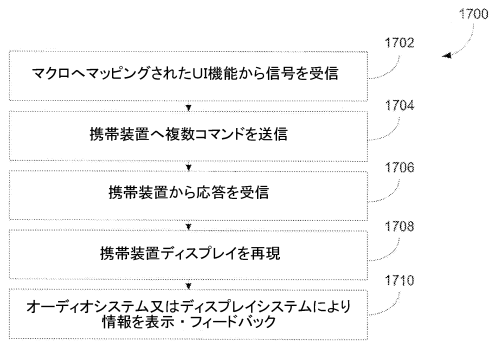 1700
1702
マクロへマッピングされたUI機能から信号を受信
1704
携帯装置へ複数コマンドを送信
1706
携帯装置から応答を受信
1708
携帯装置ディスプレイを再現
1710
オーディオシステム又はディスプレイシステムにより
情報を表示・フィードバック